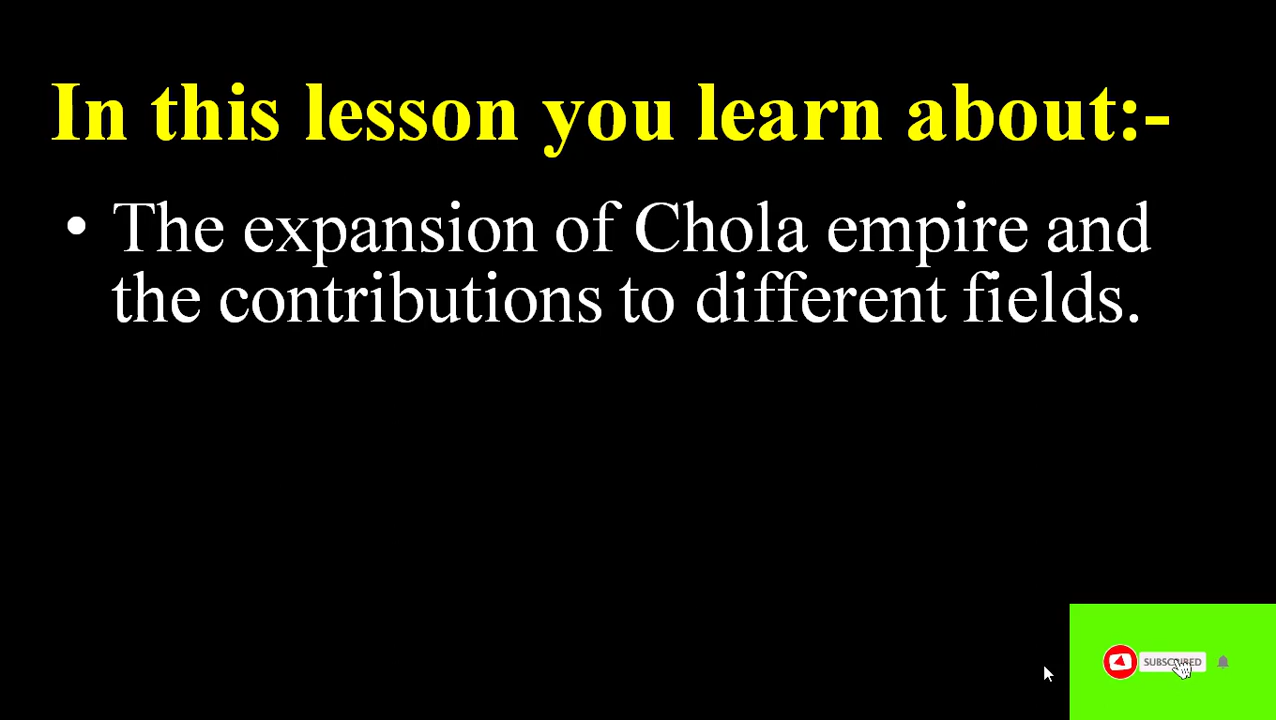 In this lesson you learn about:-
• The expansion of Chola empire and
the contributions to different fields.
SUBSCRIBED